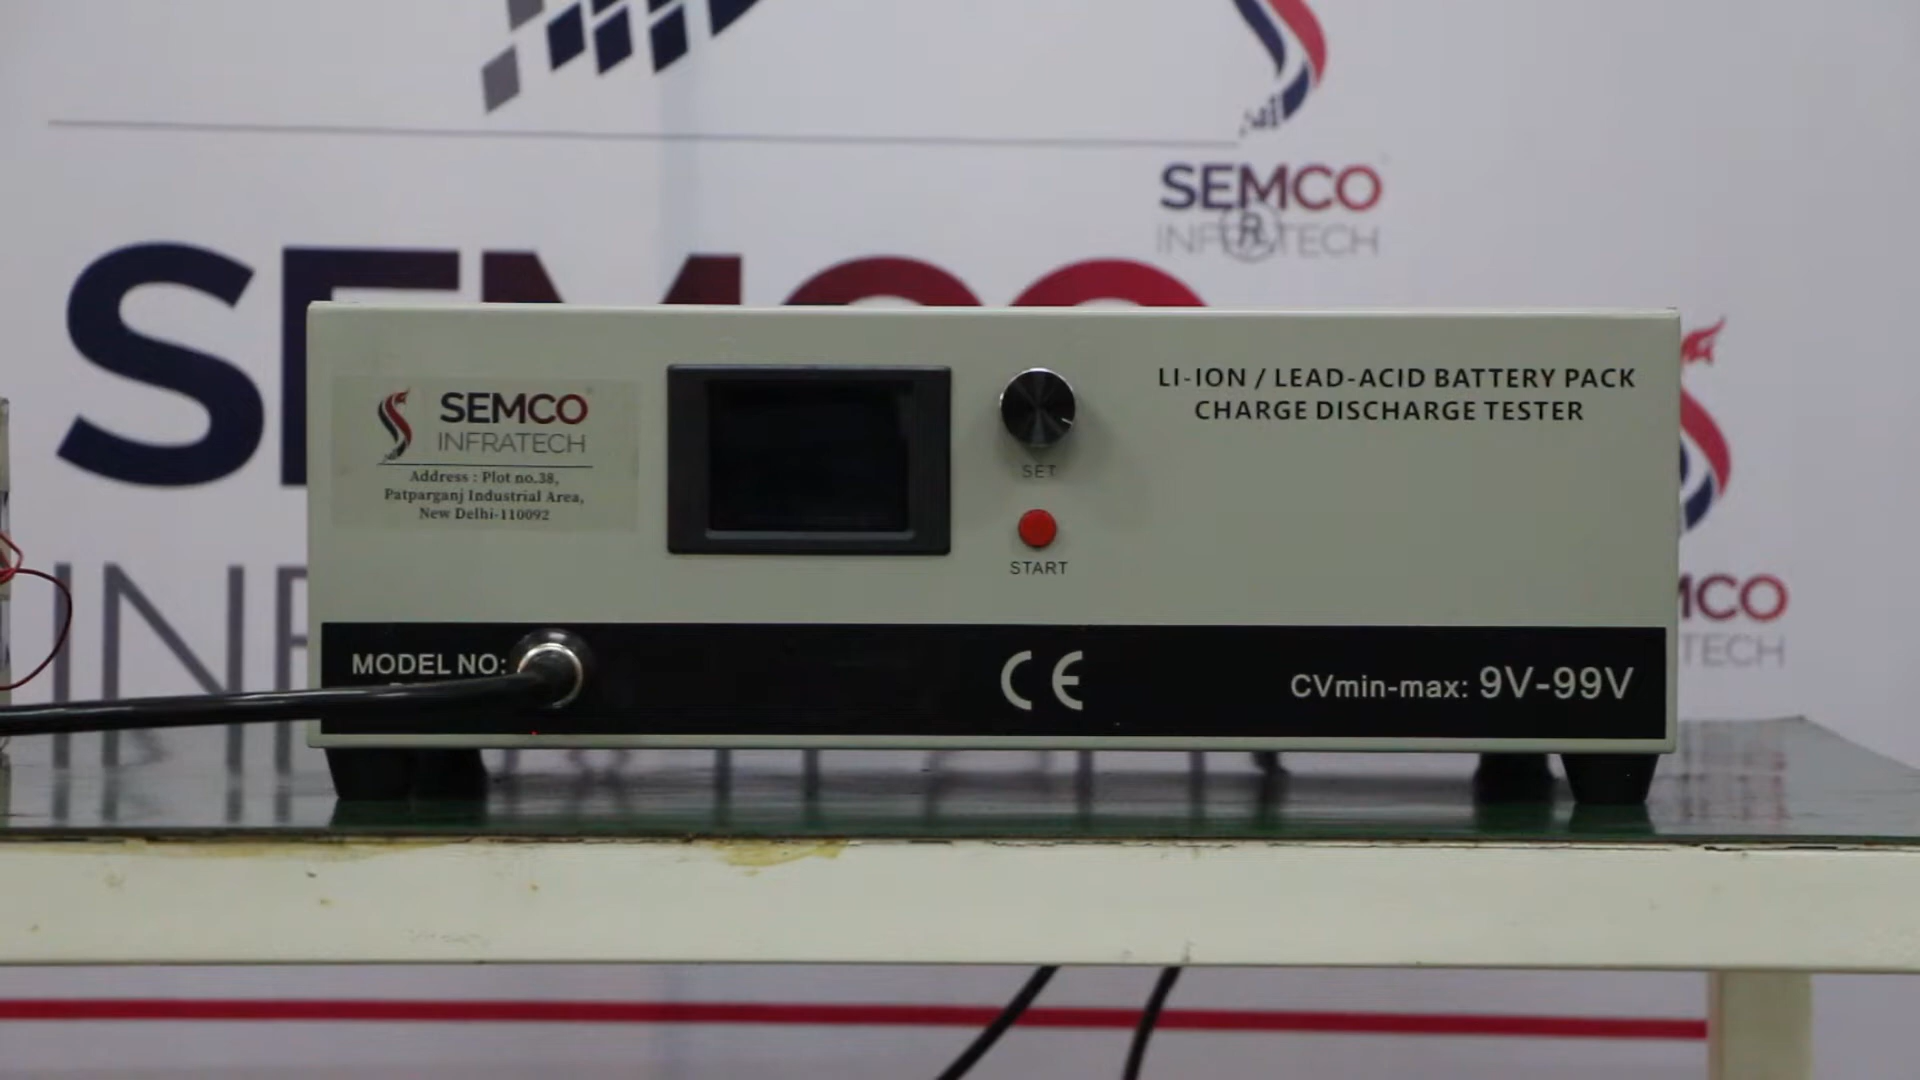 SEMCO
INFRATECH
®
SEMCO
INFRATECH
Address : Plot no.38,
Patparganj Industrial Area,
New Delhi-110092
SET
START
LI-ION / LEAD-ACID BATTERY PACK
CHARGE DISCHARGE TESTER
MODEL NO:
CE
CVmin-max: 9V-99V